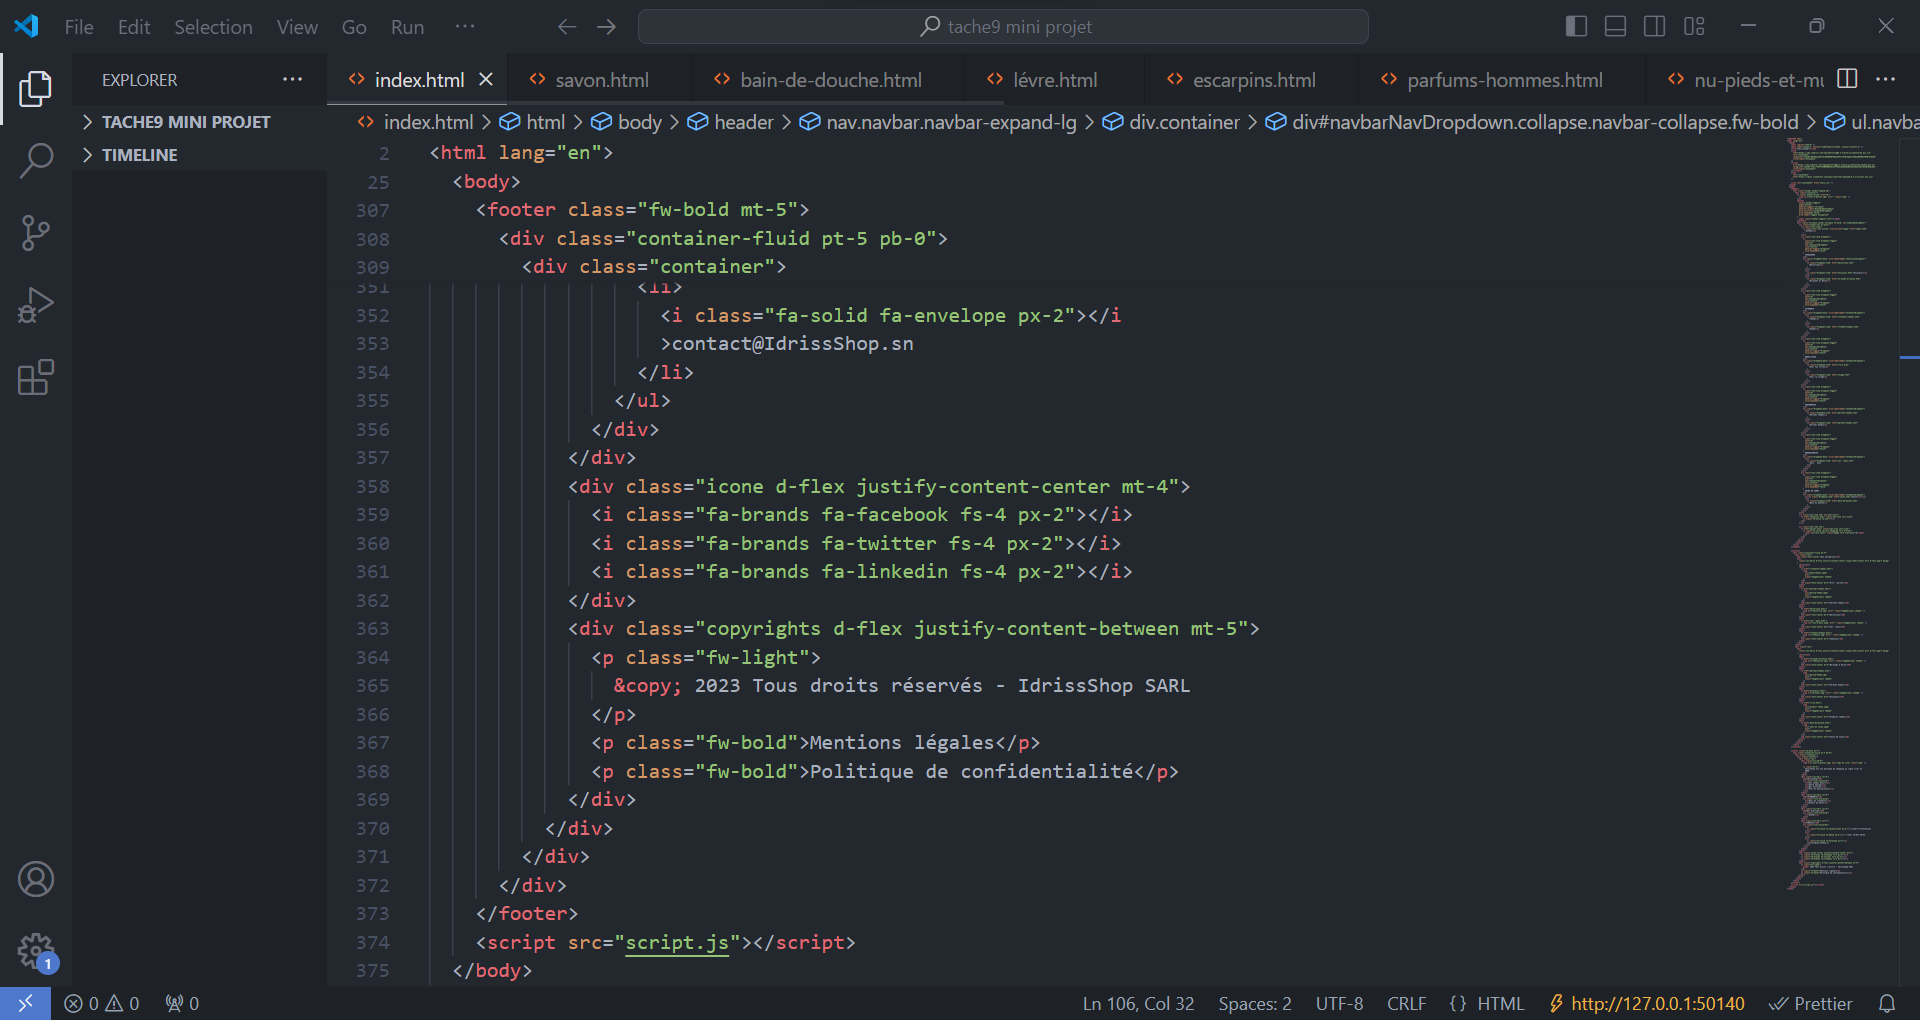 File Edit Selection View Go Run ··· tache9 mini projet
EXPLORER ···
index.html savon.html bain-de-douche.html lévre.html escarpins.html parfums-hommes.html nu-pieds-et-mu ···
TACHE9 MINI PROJET
TIMELINE
index.html > html > body > header > nav.navbar.navbar-expand-lg > div.container > div#navbarNavDropdown.collapse.navbar-collapse.fw-bold > ul.navba
2 <html lang="en">
25 <body>
307 <footer class="fw-bold mt-5">
308 <div class="container-fluid pt-5 pb-0">
309 <div class="container">
351 <li>
352 <i class="fa-solid fa-envelope px-2"></i
353 >contact@IdrissShop.sn
354 </li>
355 </ul>
356 </div>
357 </div>
358 <div class="icone d-flex justify-content-center mt-4">
359 <i class="fa-brands fa-facebook fs-4 px-2"></i>
360 <i class="fa-brands fa-twitter fs-4 px-2"></i>
361 <i class="fa-brands fa-linkedin fs-4 px-2"></i>
362 </div>
363 <div class="copyrights d-flex justify-content-between mt-5">
364 <p class="fw-light">
365 &copy; 2023 Tous droits réservés - IdrissShop SARL
366 </p>
367 <p class="fw-bold">Mentions légales</p>
368 <p class="fw-bold">Politique de confidentialité</p>
369 </div>
370 </div>
371 </div>
372 </div>
373 </footer>
374 <script src="script.js"></script>
375 </body>
1
0 0 0 Ln 106, Col 32 Spaces: 2 UTF-8 CRLF {} HTML http://127.0.0.1:50140 Prettier